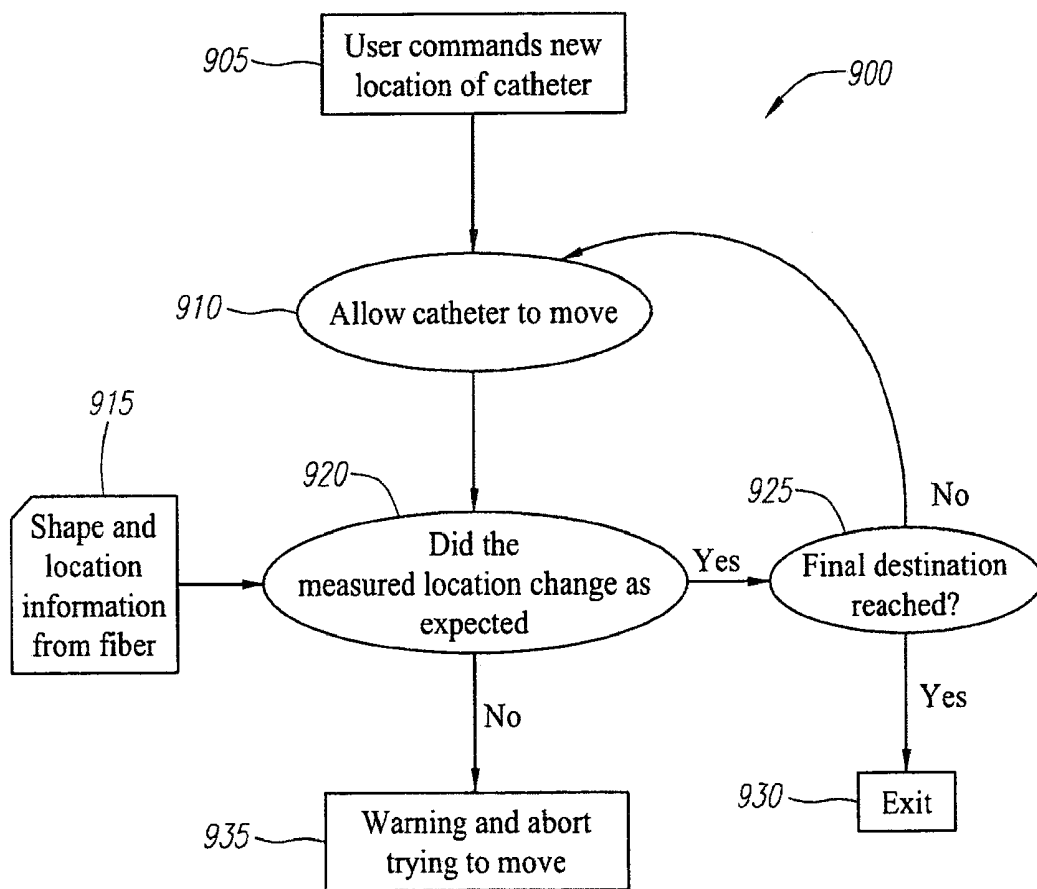 905
User commands new
location of catheter
900
910
Allow catheter to move
915
Shape and
location
information
from fiber
920
Did the
measured location change as
expected
Yes
925
Final destination
reached?
No
No
Yes
935
Warning and abort
trying to move
930
Exit